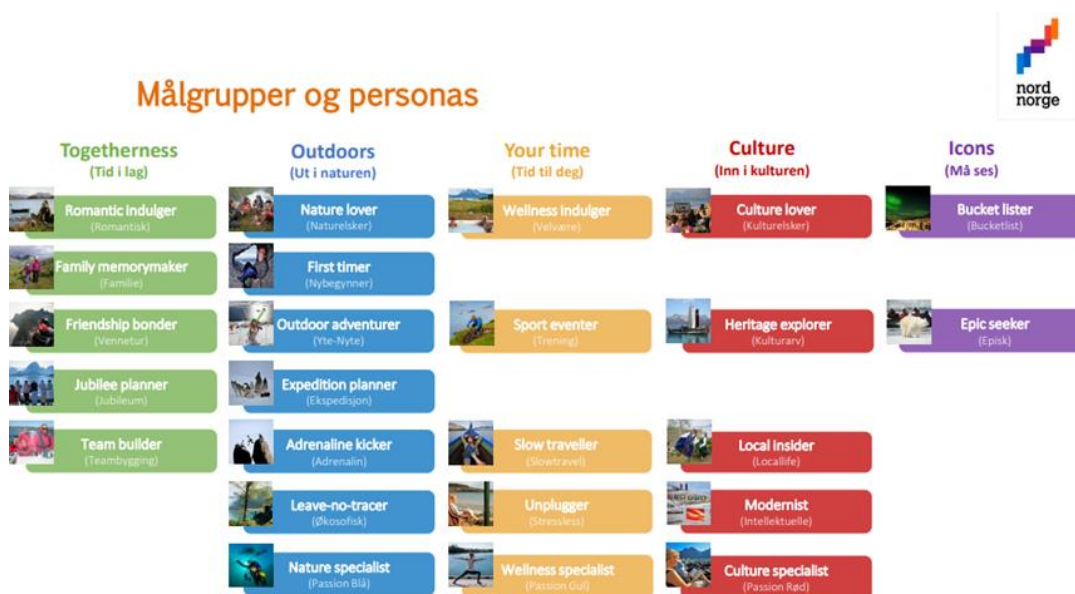 nord
norge
Målgrupper og personas
Togetherness
(Tid i lag)
Romantic indulger
(Romantisk)
Family memorymaker
(Familie)
Friendship bonder
(Vennetur)
Jubilee planner
(Jubileum)
Team builder
(Teambygging)
Outdoors
(Ut i naturen)
Nature lover
(Naturelsker)
First timer
(Nybegynner)
Outdoor adventurer
(Yte-Nyte)
Expedition planner
(Ekspedisjon)
Adrenaline kicker
(Adrenalin)
Leave-no-tracer
(Økosofisk)
Nature specialist
(Passion Blå)
Your time
(Tid til deg)
Wellness indulger
(Velvære)
Sport eventer
(Trening)
Slow traveller
(Slowtravel)
Unplugger
(Stressless)
Wellness specialist
(Passion Gul)
Culture
(Inn i kulturen)
Culture lover
(Kulturelsker)
Heritage explorer
(Kulturarv)
Local insider
(Locallife)
Modernist
(Intellektuelle)
Culture specialist
(Passion Rød)
Icons
(Må ses)
Bucket lister
(Bucketlist)
Epic seeker
(Episk)